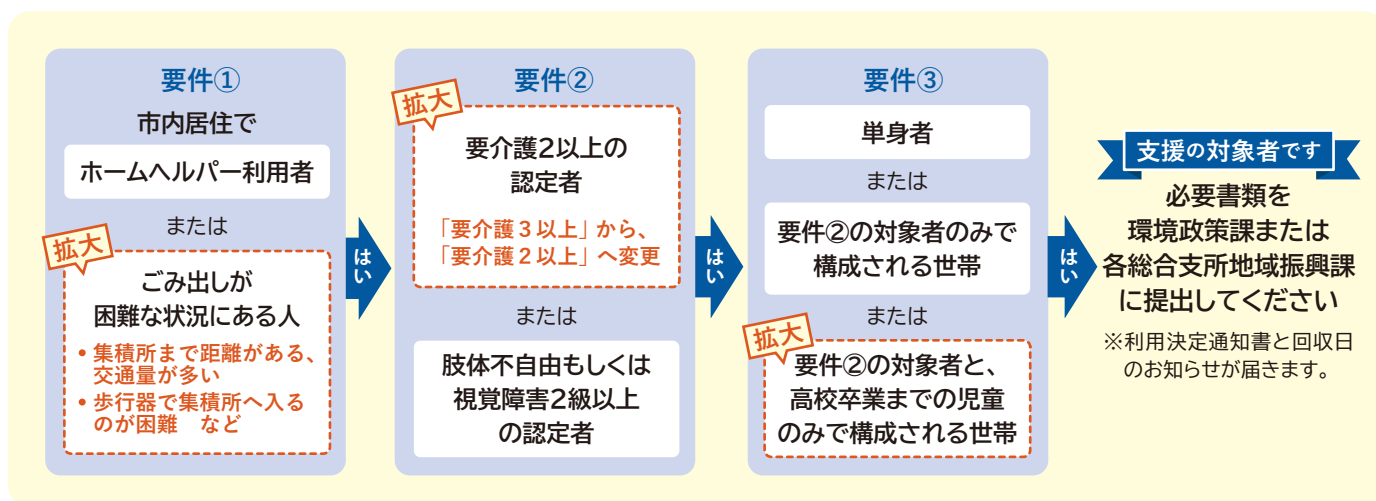 要件①
市内居住で
ホームヘルパー利用者
または
拡大
ごみ出しが
困難な状況にある人
• 集積所まで距離がある、
交通量が多い
• 歩行器で集積所へ入る
のが困難　など
はい
要件②
拡大
要介護2以上の
認定者
「要介護３以上」から、
「要介護２以上」へ変更
または
肢体不自由もしくは
視覚障害2級以上
の認定者
はい
要件③
単身者
または
要件②の対象者のみで
構成される世帯
または
拡大
要件②の対象者と、
高校卒業までの児童
のみで構成される世帯
はい
支援の対象者です
必要書類を
環境政策課または
各総合支所地域振興課
に提出してください
※利用決定通知書と回収日
のお知らせが届きます。